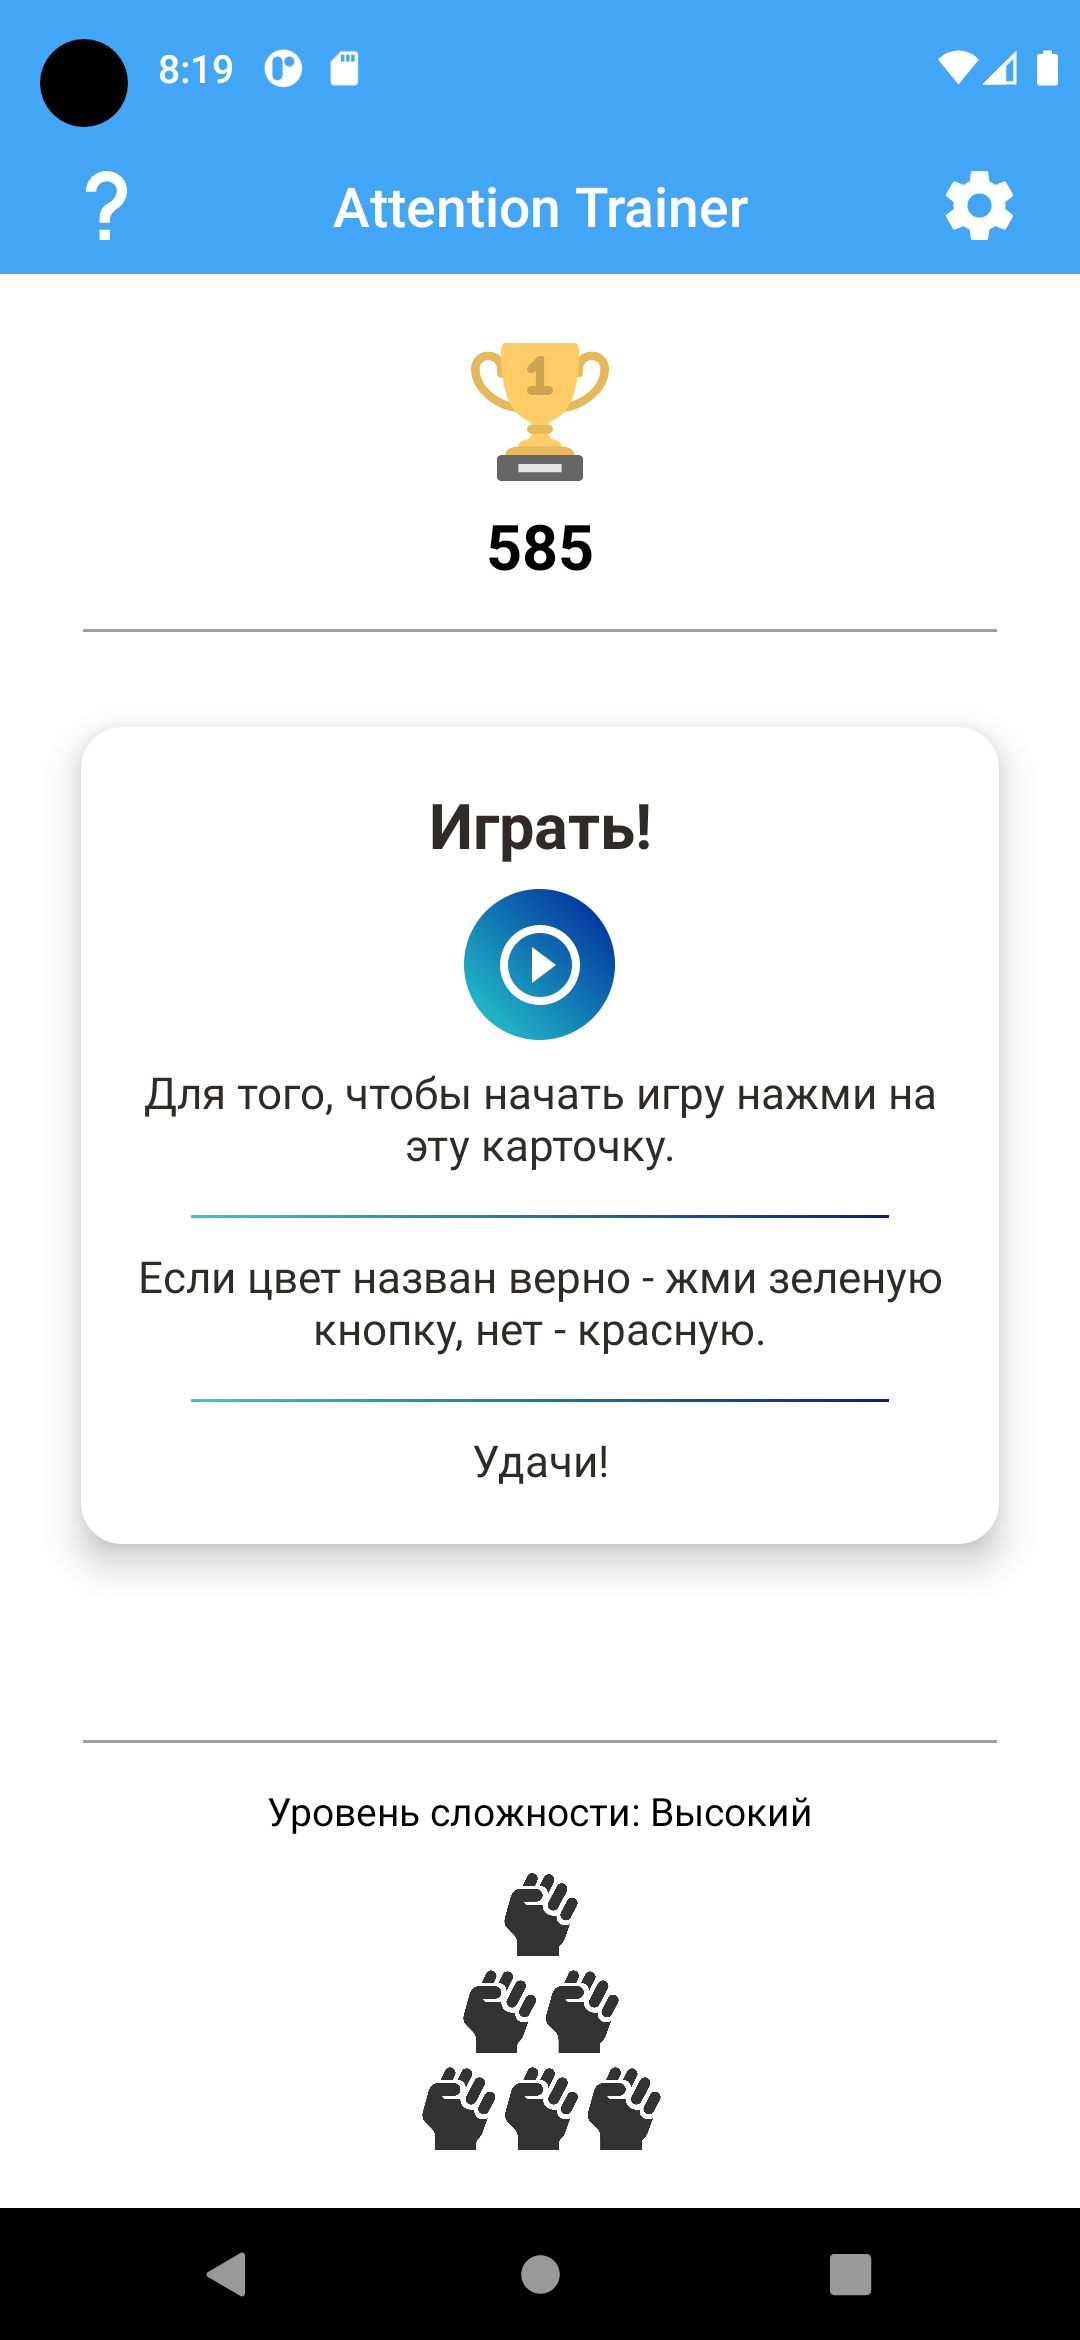 8:19
? Attention Trainer
1
585
Играть!
Для того, чтобы начать игру нажми на
эту карточку.
Если цвет назван верно - жми зеленую
кнопку, нет - красную.
Удачи!
Уровень сложности: Высокий